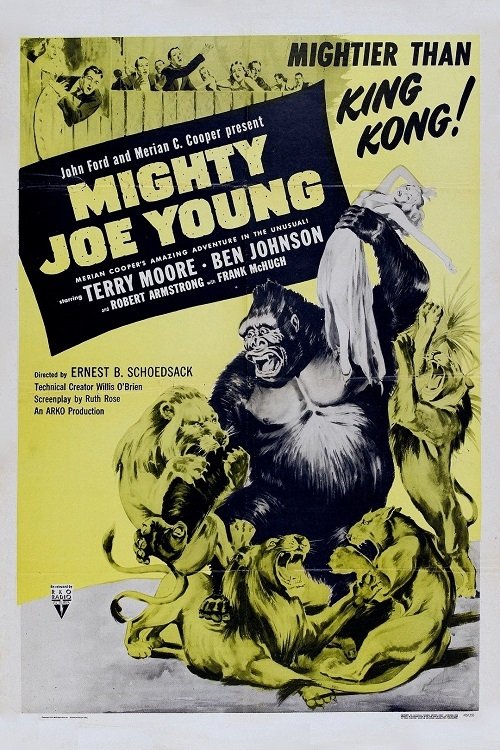 MIGHTIER THAN
KING
KONG!
John Ford and Merian C. Cooper present
MIGHTY
JOE YOUNG
MERIAN COOPER'S AMAZING ADVENTURE IN THE UNUSUAL!
starring TERRY MOORE · BEN JOHNSON
and ROBERT ARMSTRONG with FRANK McHUGH
Directed by ERNEST B. SCHOEDSACK
Technical Creator Willis O'Brien
Screenplay by Ruth Rose
An ARKO Production
RKO
RADIO